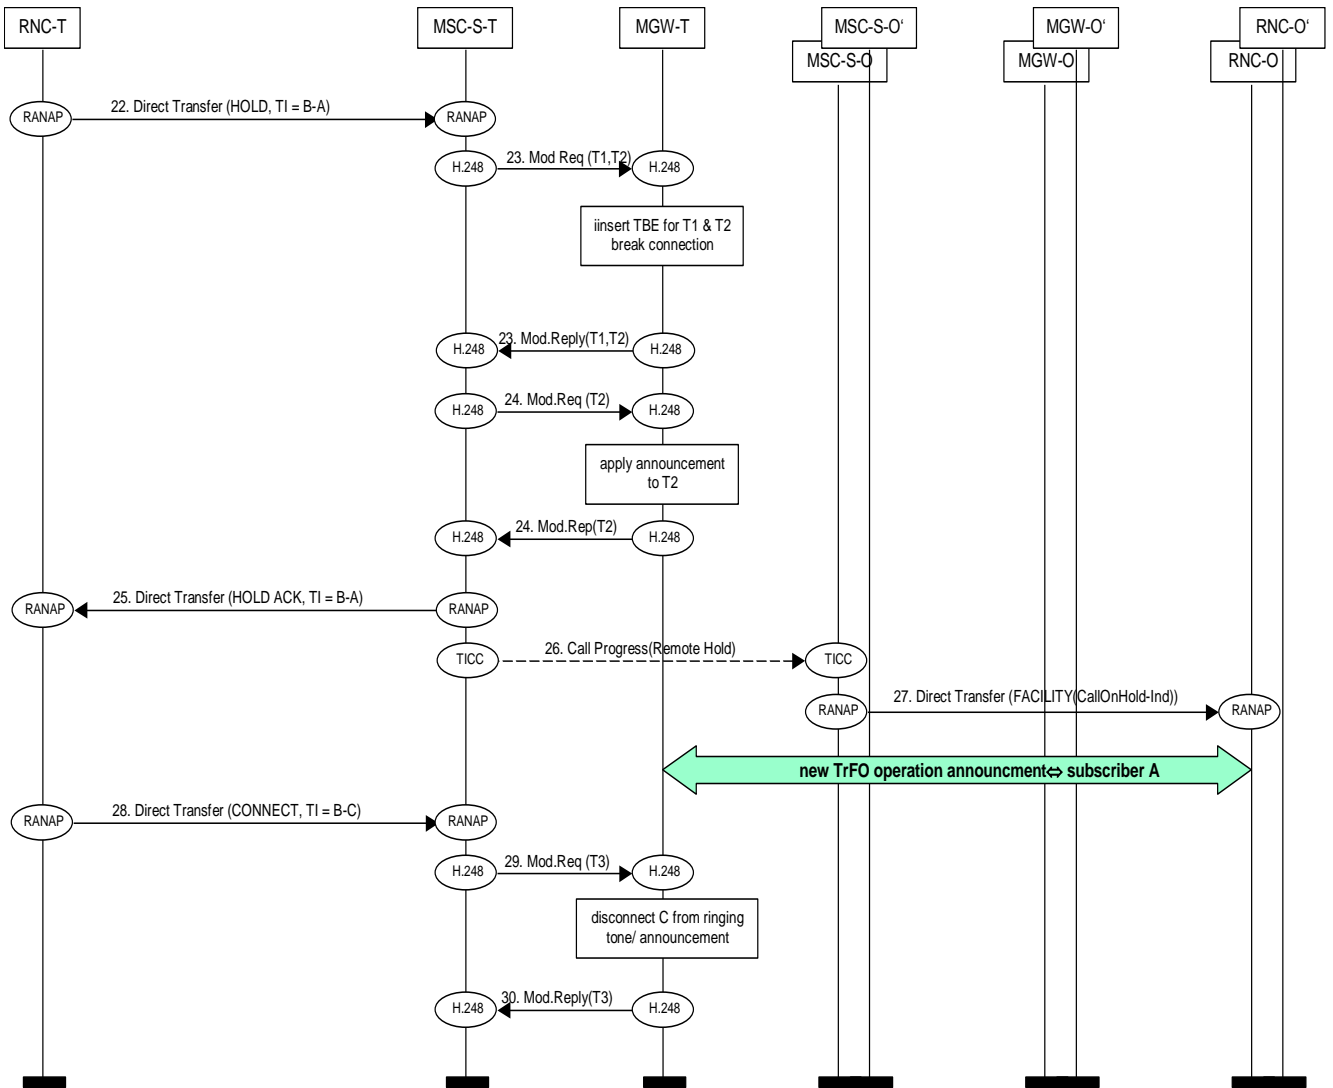 RNC-T
MSC-S-T
MGW-T
MSC-S-O‘
MGW-O‘
RNC-O‘
MSC-S-O
MGW-O
RNC-O
RANAP
22. Direct Transfer (HOLD, TI = B-A)
RANAP
H.248
23. Mod Req (T1,T2)
H.248
iinsert TBE for T1 & T2
break connection
H.248
23. Mod.Reply(T1,T2)
H.248
H.248
24. Mod.Req (T2)
H.248
apply announcement
to T2
H.248
24. Mod.Rep(T2)
H.248
RANAP
25. Direct Transfer (HOLD ACK, TI = B-A)
RANAP
TICC
26. Call Progress(Remote Hold)
TICC
RANAP
27. Direct Transfer (FACILITY(CallOnHold-Ind))
RANAP
new TrFO operation announcment⇔ subscriber A
RANAP
28. Direct Transfer (CONNECT, TI = B-C)
RANAP
H.248
29. Mod.Req (T3)
H.248
disconnect C from ringing
tone/ announcement
H.248
30. Mod.Reply(T3)
H.248